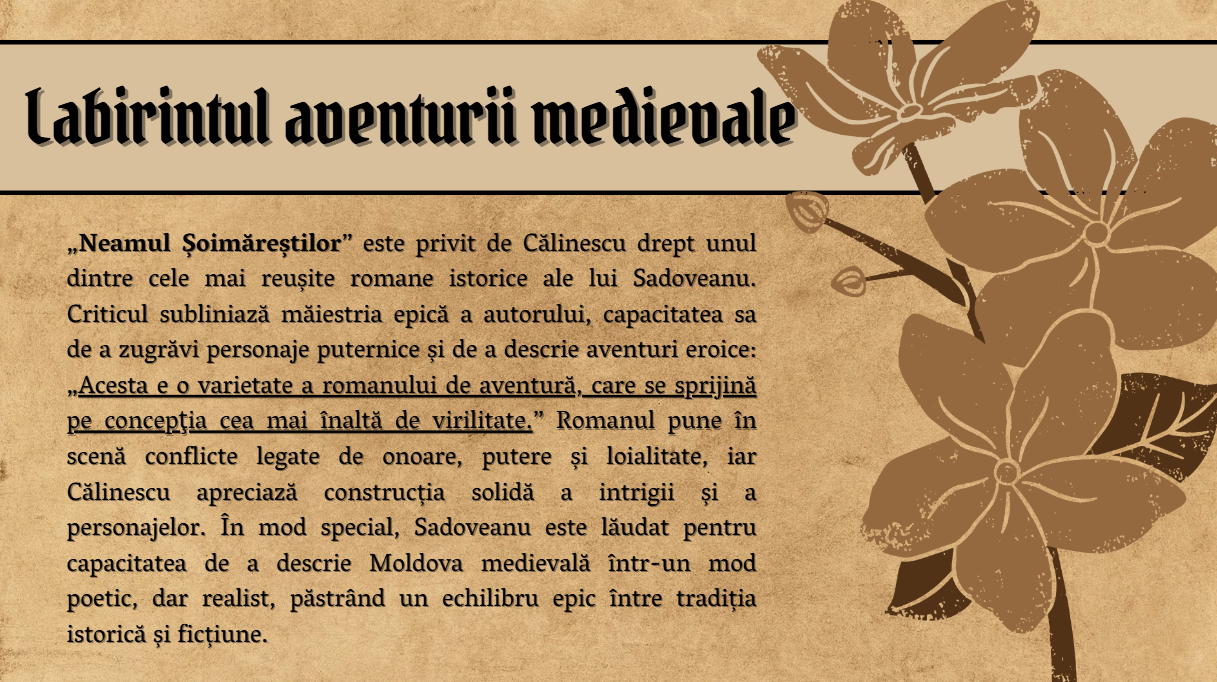 Labirintul aventurii medievale
„Neamul Șoimăreștilor” este privit de Călinescu drept unul
dintre cele mai reușite romane istorice ale lui Sadoveanu.
Criticul subliniază măiestria epică a autorului, capacitatea sa
de a zugrăvi personaje puternice și de a descrie aventuri eroice:
„Acesta e o varietate a romanului de aventură, care se sprijină
pe concepţia cea mai înaltă de virilitate.” Romanul pune în
scenă conflicte legate de onoare, putere și loialitate, iar
Călinescu apreciază construcția solidă a intrigii și a
personajelor. În mod special, Sadoveanu este lăudat pentru
capacitatea de a descrie Moldova medievală într-un mod
poetic, dar realist, păstrând un echilibru epic între tradiția
istorică și ficțiune.